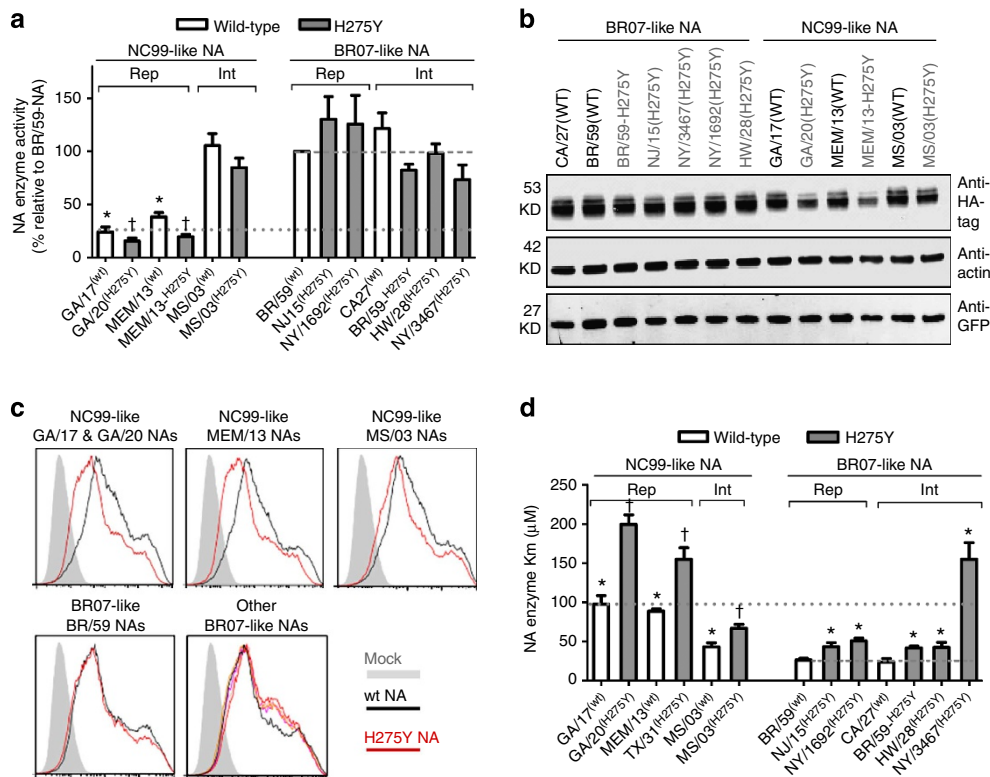 a
Wild-type H275Y
NC99-like NA BR07-like NA
Rep Int Rep Int
NA enzyme activity
(% relative to BR/59-NA)
150
100
50
0
* † * †
GA/17(wt)
GA/20(H275Y)
MEM/13(wt)
MEM/13-H275Y
MS/03(wt)
MS/03(H275Y)
BR/59(wt)
NJ15(H275Y)
NY/1692(H275Y)
CA27(wt)
BR/59-H275Y
HW/28(H275Y)
NY/3467(H275Y)
b
BR07-like NA NC99-like NA
CA/27(WT)
BR/59(WT)
BR/59-H275Y
NJ/15(H275Y)
NY/3467(H275Y)
NY/1692(H275Y)
HW/28(H275Y)
GA/17(WT)
GA/20(H275Y)
MEM/13(WT)
MEM/13-H275Y
MS/03(WT)
MS/03(H275Y)
53
KD
Anti-
HA-
tag
42
KD
Anti-
actin
27
KD
Anti-
GFP
c
NC99-like
GA/17 & GA/20 NAs
NC99-like
MEM/13 NAs
NC99-like
MS/03 NAs
BR07-like
BR/59 NAs
Other
BR07-like NAs
Mock
wt NA
H275Y NA
d
Wild-type H275Y
NC99-like NA BR07-like NA
Rep Int Rep Int
NA enzyme Km (μM)
250
200
150
100
50
0
* † * † * † * * * * *
GA/17(wt)
GA/20(H275Y)
MEM/13(wt)
TX/31(H275Y)
MS/03(wt)
MS/03(H275Y)
BR/59(wt)
NJ/15(H275Y)
NY/1692(H275Y)
CA/27(wt)
BR/59-H275Y
HW/28(H275Y)
NY/3467(H275Y)